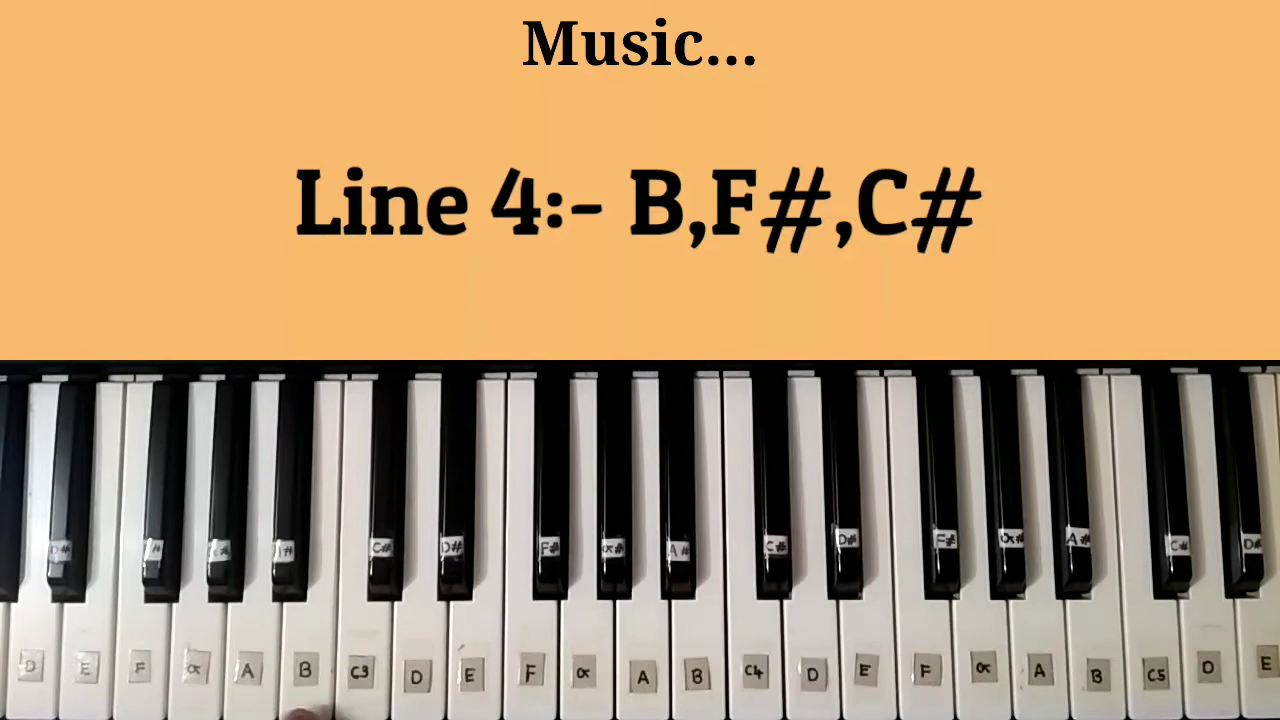 Music...
Line 4:- B,F#,C#
D# F# G# A# C# D# F# G# A# C# D# F# G# A# C# D#
D E F G A B C3 D E F G A B C4 D E F G A B C5 D E